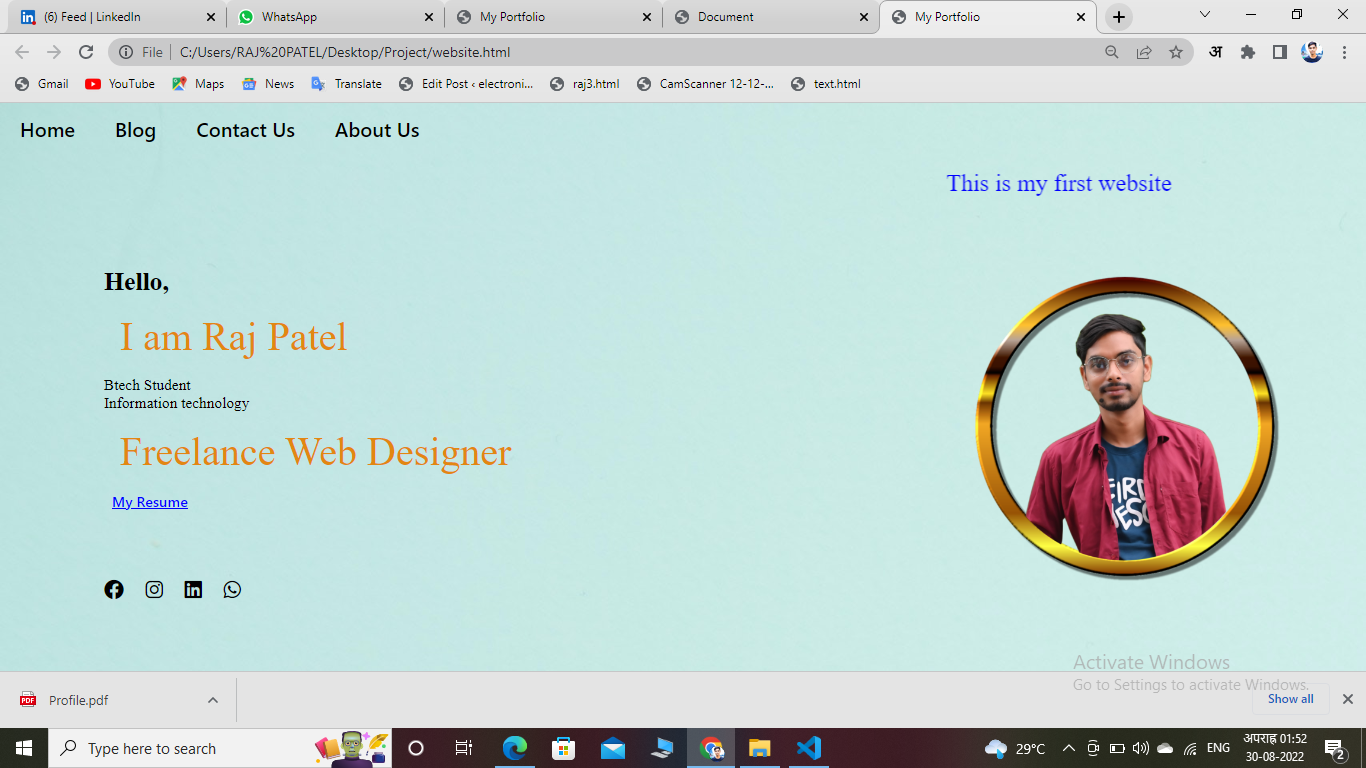 (6) Feed | LinkedIn
WhatsApp
My Portfolio
Document
My Portfolio
File
C:/Users/RAJ%20PATEL/Desktop/Project/website.html
अ
Gmail
YouTube
Maps
News
Translate
Edit Post ‹ electroni...
raj3.html
CamScanner 12-12-...
text.html
Home
Blog
Contact Us
About Us
This is my first website
Hello,
I am Raj Patel
Btech Student
Information technology
Freelance Web Designer
My Resume
Activate Windows
Go to Settings to activate Windows.
PDF
Profile.pdf
Show all
Type here to search
29°C
ENG
अपराह्न 01:52
30-08-2022
2